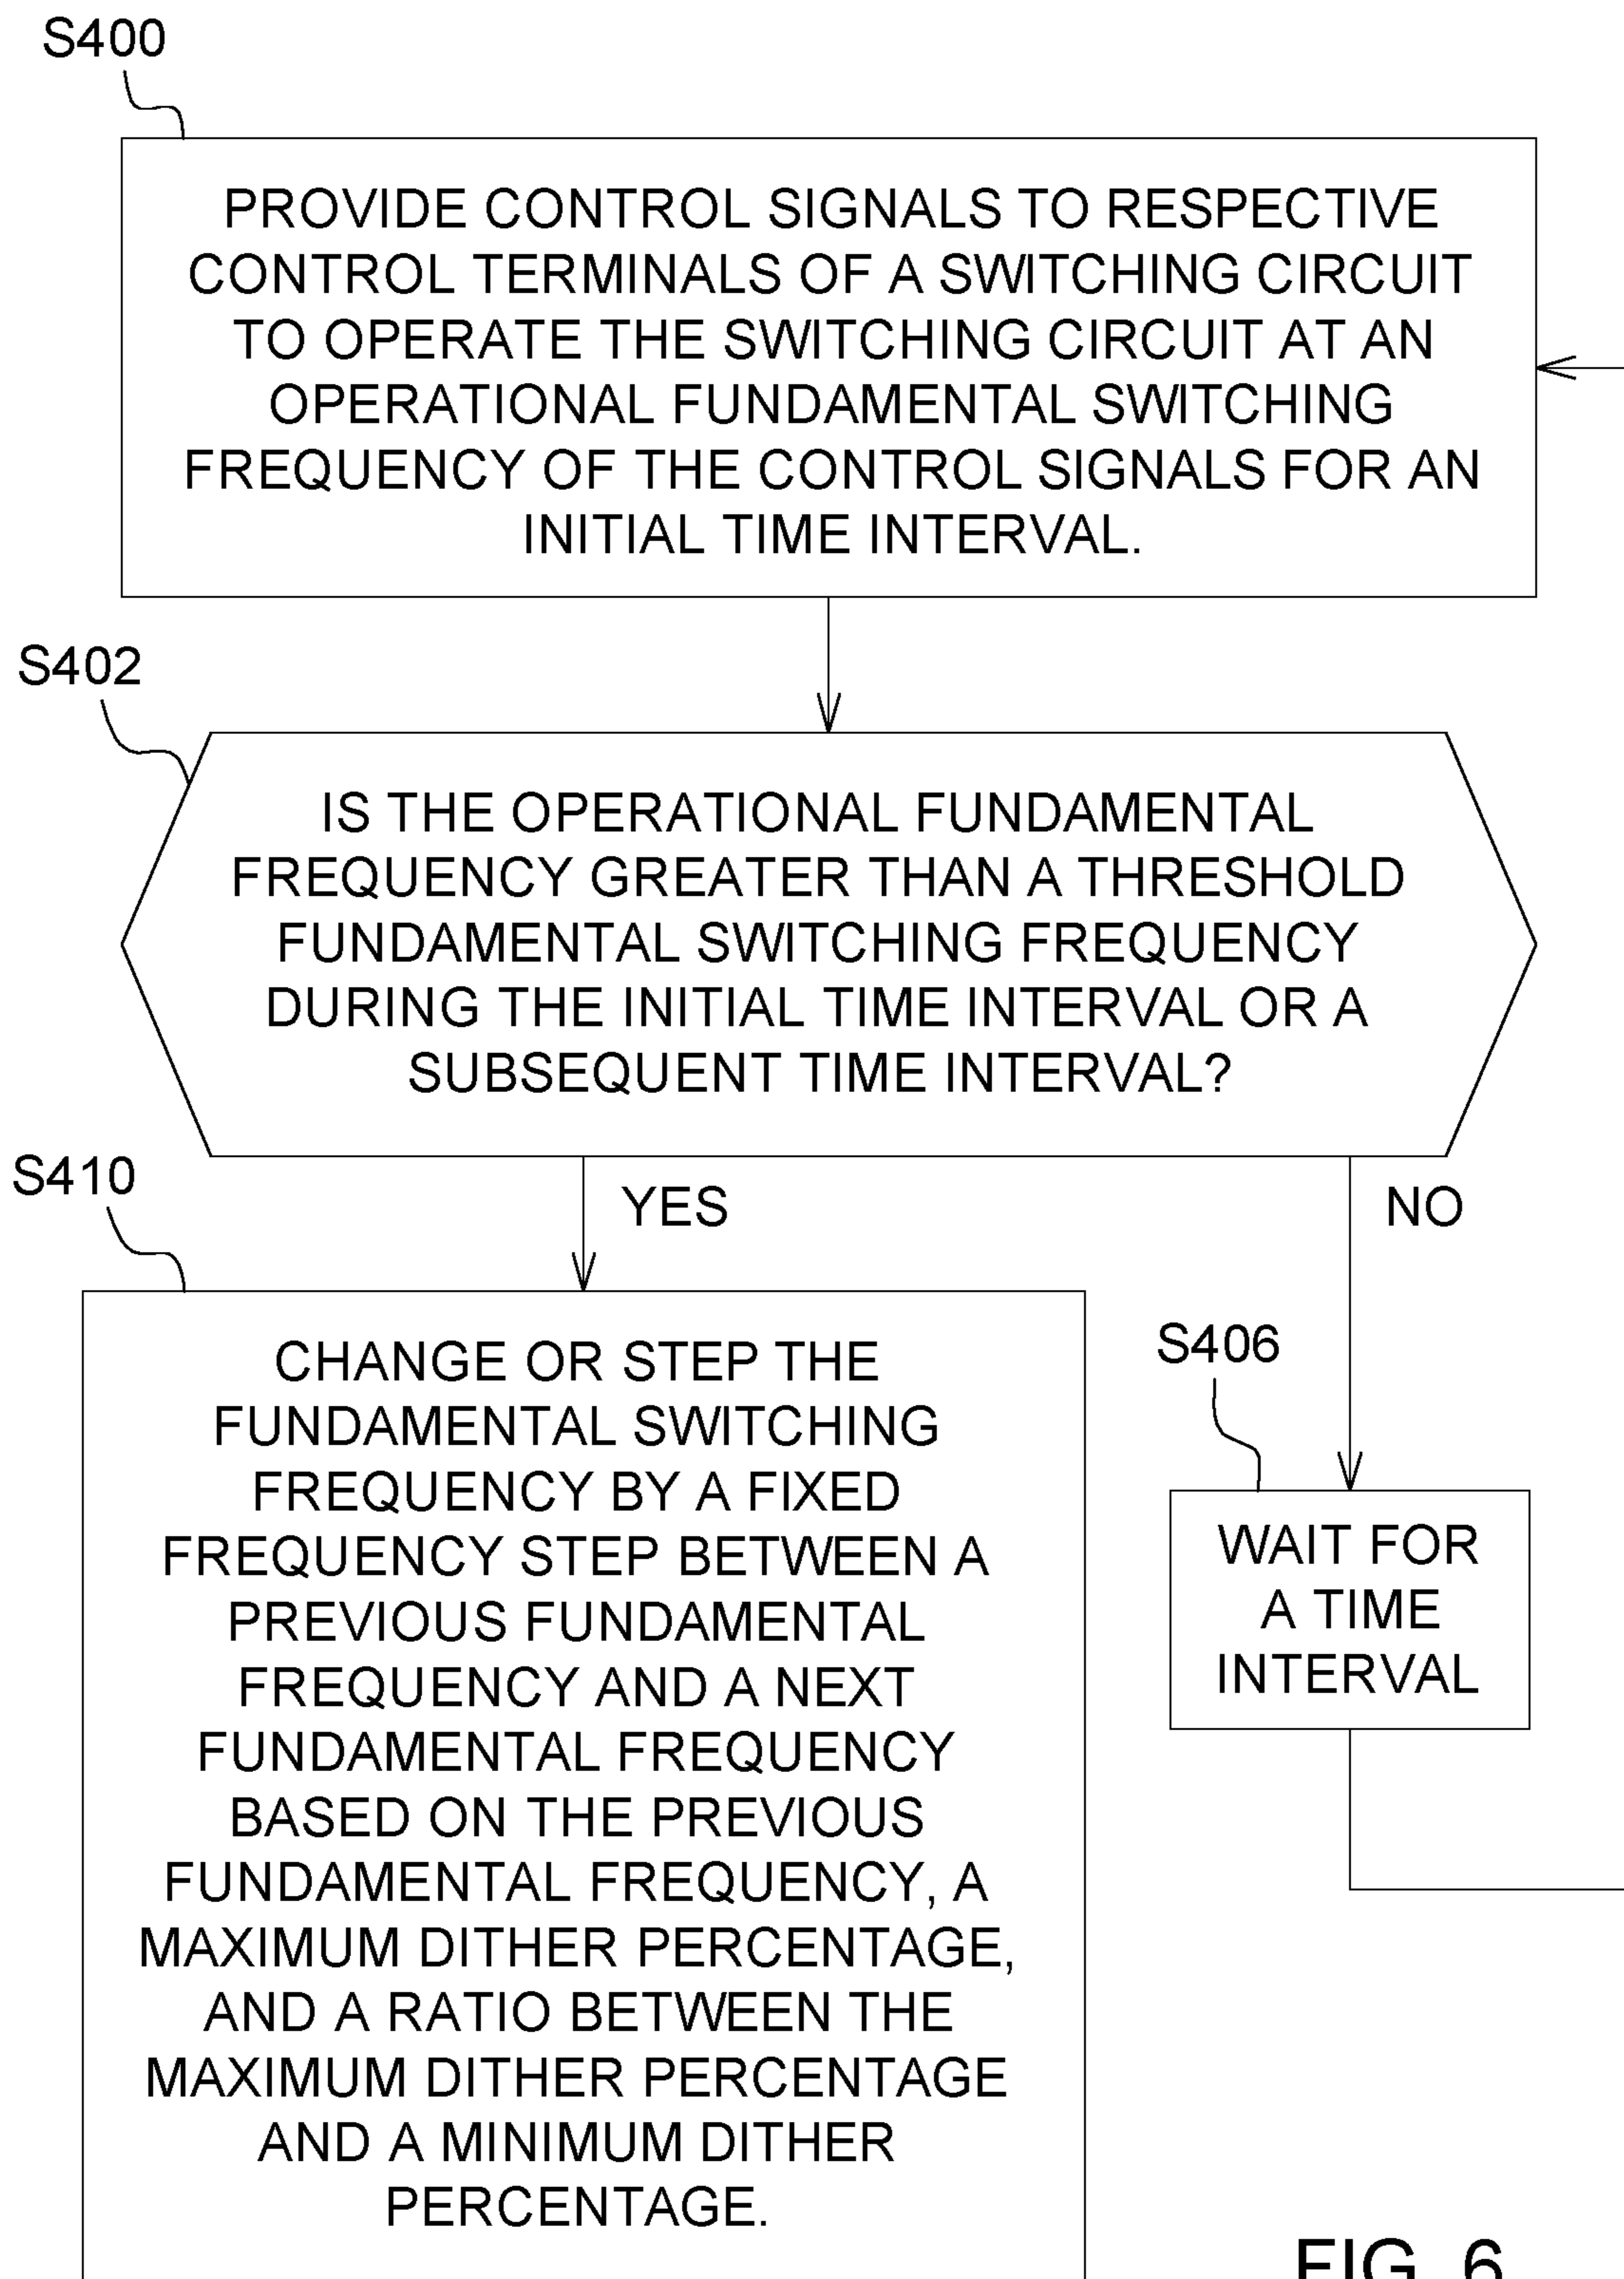 S400
PROVIDE CONTROL SIGNALS TO RESPECTIVE
CONTROL TERMINALS OF A SWITCHING CIRCUIT
TO OPERATE THE SWITCHING CIRCUIT AT AN
OPERATIONAL FUNDAMENTAL SWITCHING
FREQUENCY OF THE CONTROL SIGNALS FOR AN
INITIAL TIME INTERVAL.
S402
IS THE OPERATIONAL FUNDAMENTAL
FREQUENCY GREATER THAN A THRESHOLD
FUNDAMENTAL SWITCHING FREQUENCY
DURING THE INITIAL TIME INTERVAL OR A
SUBSEQUENT TIME INTERVAL?
S410
YES
NO
CHANGE OR STEP THE
FUNDAMENTAL SWITCHING
FREQUENCY BY A FIXED
FREQUENCY STEP BETWEEN A
PREVIOUS FUNDAMENTAL
FREQUENCY AND A NEXT
FUNDAMENTAL FREQUENCY
BASED ON THE PREVIOUS
FUNDAMENTAL FREQUENCY, A
MAXIMUM DITHER PERCENTAGE,
AND A RATIO BETWEEN THE
MAXIMUM DITHER PERCENTAGE
AND A MINIMUM DITHER
PERCENTAGE.
S406
WAIT FOR
A TIME
INTERVAL
FIG. 6